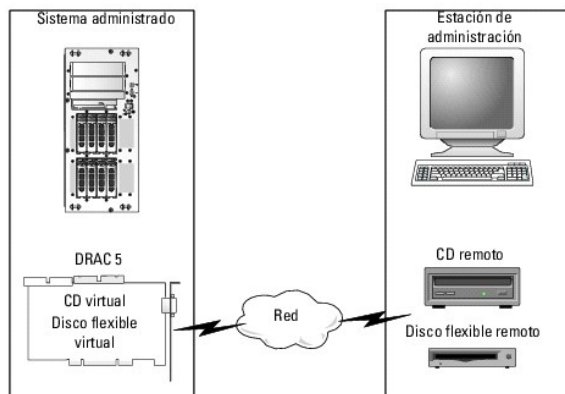 Sistema administrado
DRAC 5
CD virtual
Disco flexible
virtual
Red
Estación de
administración
CD remoto
Disco flexible remoto